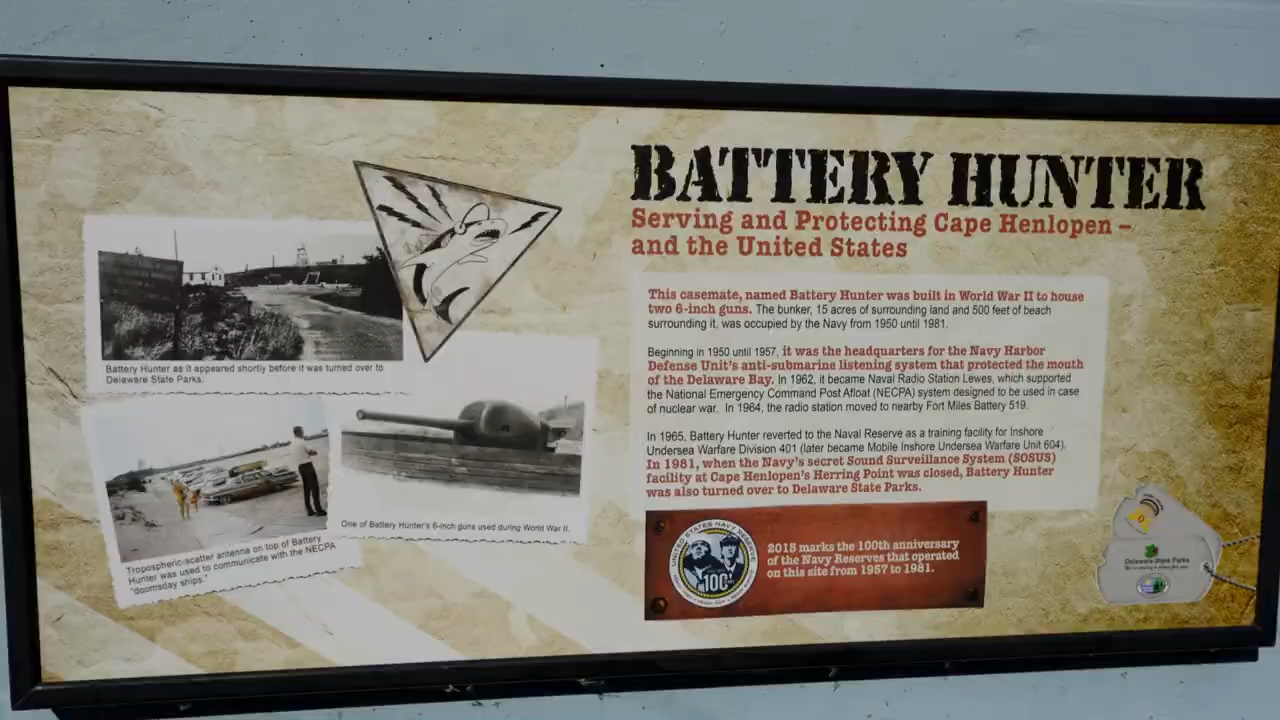 BATTERY HUNTER
Serving and Protecting Cape Henlopen –
and the United States
This casemate, named Battery Hunter was built in World War II to house
two 6-inch guns. The bunker, 15 acres of surrounding land and 500 feet of beach
surrounding it, was occupied by the Navy from 1950 until 1981.
Beginning in 1950 until 1957, it was the headquarters for the Navy Harbor
Defense Unit's anti-submarine listening system that protected the mouth
of the Delaware Bay. In 1962, it became Naval Radio Station Lewes, which supported
the National Emergency Command Post Afloat (NECPA) system designed to be used in case
of nuclear war. In 1964, the radio station moved to nearby Fort Miles Battery 519.
In 1965, Battery Hunter reverted to the Naval Reserve as a training facility for Inshore
Undersea Warfare Division 401 (later became Mobile Inshore Undersea Warfare Unit 604).
In 1981, when the Navy's secret Sound Surveillance System (SOSUS)
facility at Cape Henlopen's Herring Point was closed, Battery Hunter
was also turned over to Delaware State Parks.
Battery Hunter as it appeared shortly before it was turned over to
Delaware State Parks.
One of Battery Hunter's 6-inch guns used during World War II.
Tropospheric-scatter antenna on top of Battery
Hunter was used to communicate with the NECPA
"doomsday ships."
UNITED STATES NAVY RESERVE
100
2015 marks the 100th anniversary
of the Navy Reserves that operated
on this site from 1957 to 1981.
Delaware State Parks